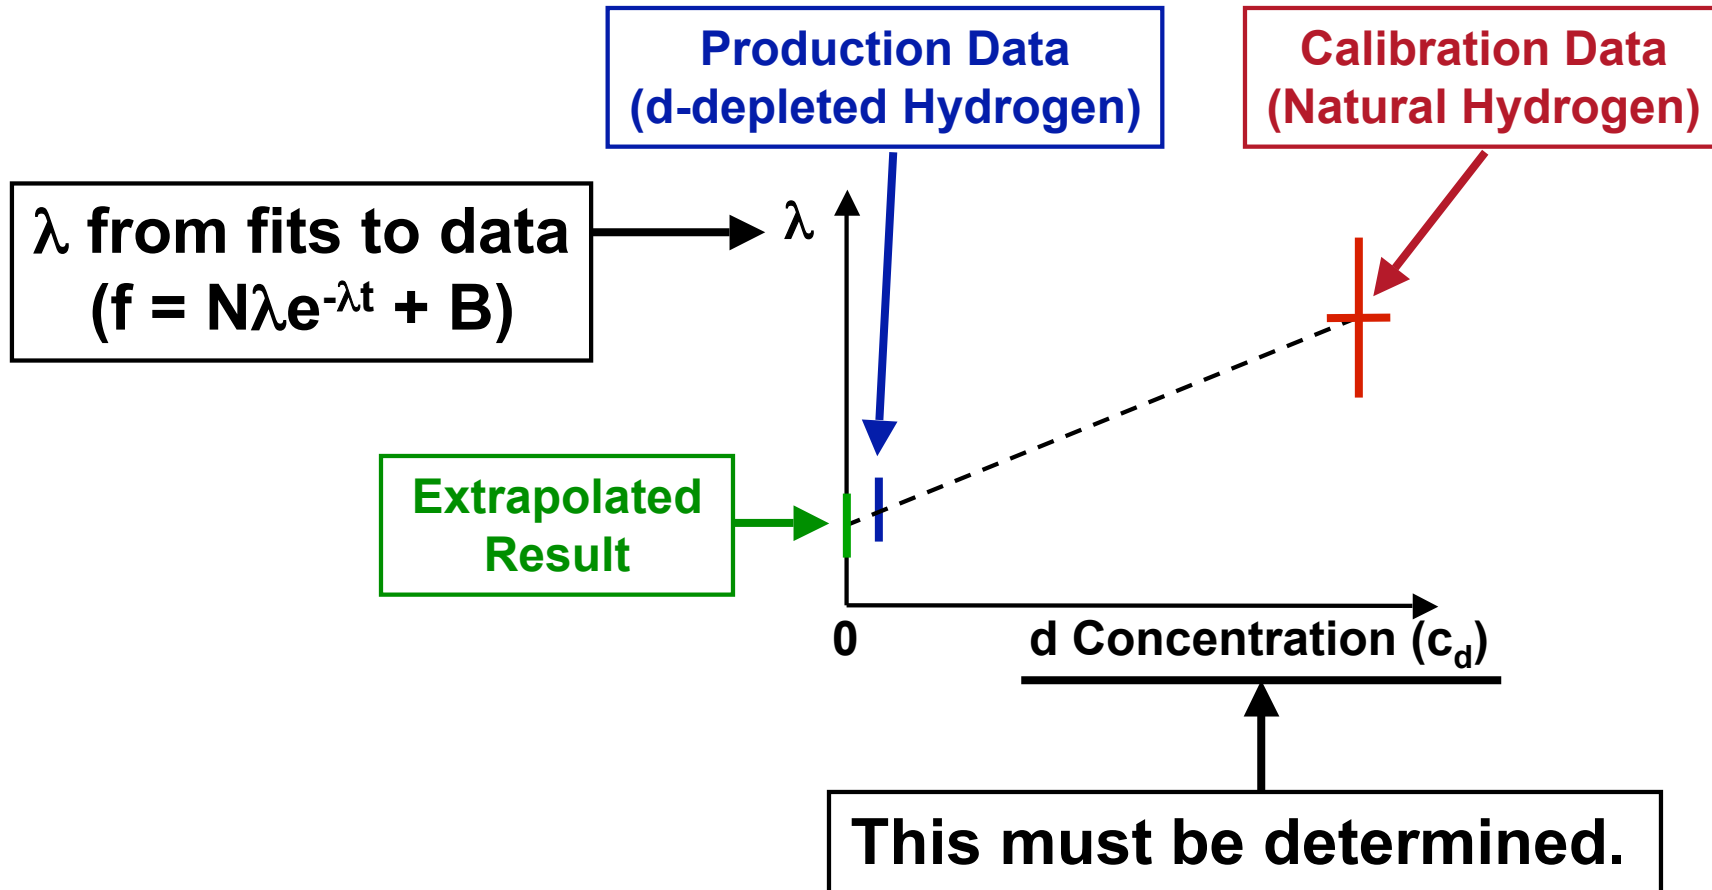 Production Data
(d-depleted Hydrogen)
Calibration Data
(Natural Hydrogen)
λ from fits to data
(f = Nλe-λt + B)
λ
Extrapolated
Result
0
d Concentration (cd)
This must be determined.